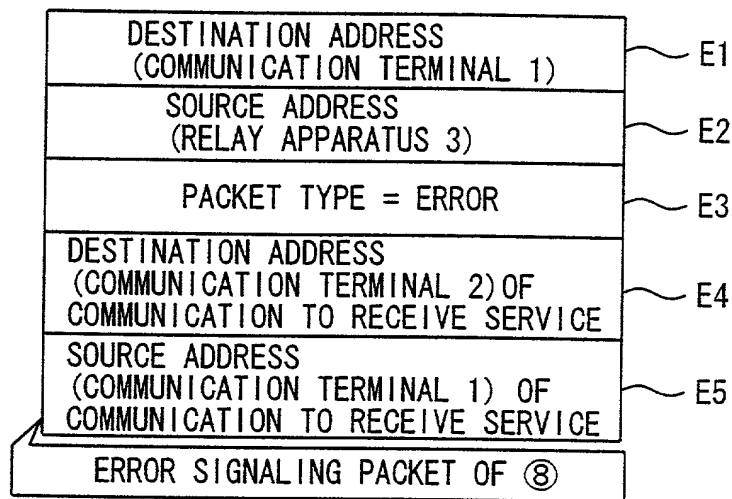 DESTINATION ADDRESS
(COMMUNICATION TERMINAL 1)
E1
SOURCE ADDRESS
(RELAY APPARATUS 3)
E2
PACKET TYPE = ERROR
E3
DESTINATION ADDRESS
(COMMUNICATION TERMINAL 2)OF
COMMUNICATION TO RECEIVE SERVICE
E4
SOURCE ADDRESS
(COMMUNICATION TERMINAL 1) OF
COMMUNICATION TO RECEIVE SERVICE
E5
ERROR SIGNALING PACKET OF ⑧